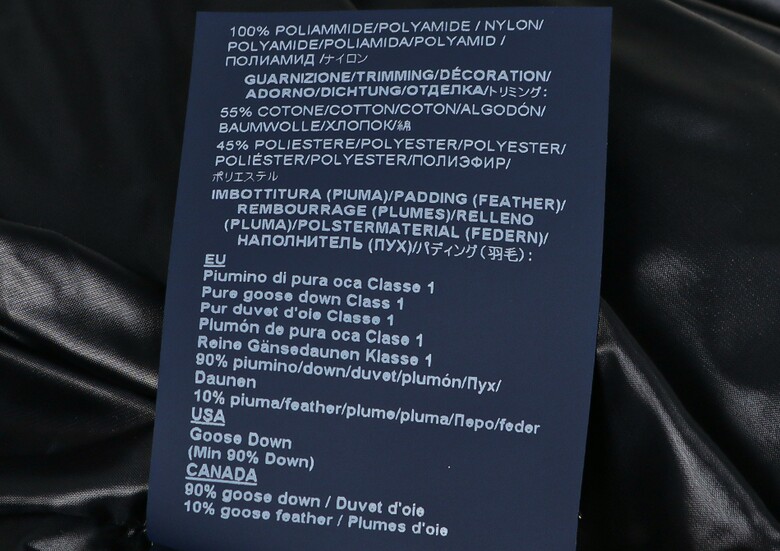 100% POLIAMMIDE/POLYAMIDE / NYLON/
POLYAMIDE/POLIAMIDA/POLYAMID /
ПОЛИАМИД /ナイロン
GUARNIZIONE/TRIMMING/DÉCORATION/
ADORNO/DICHTUNG/ОТДЕЛКА/トリミング:
55% COTONE/COTTON/COTON/ALGODÓN/
BAUMWOLLE/ХЛОПОК/綿
45% POLIESTERE/POLYESTER/POLYESTER/
POLIÉSTER/POLYESTER/ПОЛИЭФИР/
ポリエステル
IMBOTTITURA (PIUMA)/PADDING (FEATHER)/
REMBOURRAGE (PLUMES)/RELLENO
(PLUMA)/POLSTERMATERIAL (FEDERN)/
НАПОЛНИТЕЛЬ (ПУХ)/パディング(羽毛):
EU
Piumino di pura oca Classe 1
Pure goose down Class 1
Pur duvet d'oie Classe 1
Plumón de pura oca Clase 1
Reine Gänsedaunen Klasse 1
90% piumino/down/duvet/plumón/Пух/
Daunen
10% piuma/feather/plume/pluma/Перо/feder
USA
Goose Down
(Min 90% Down)
CANADA
90% goose down / Duvet d'oie
10% goose feather / Plumes d'oie